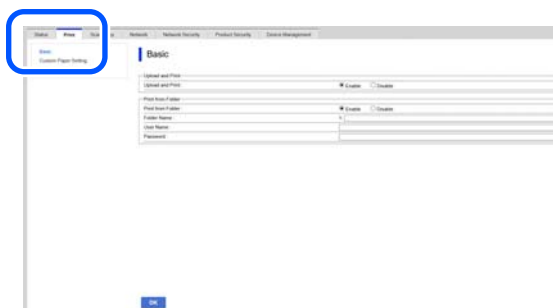 Status Print Network Network Security Product Security Device Management
Basic
Custom Paper Setting
Basic
Upload and Print
Upload and Print Enable Disable
Print from Folder
Print from Folder Enable Disable
Folder Name
User Name
Password
OK